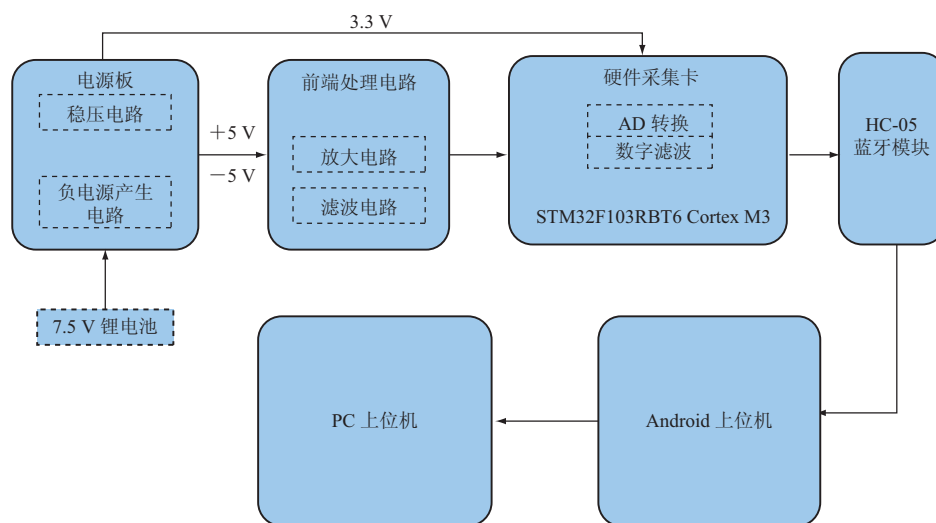 3.3 V
电源板
稳压电路
负电源产生
电路
7.5 V 锂电池
＋5 V
－5 V
前端处理电路
放大电路
滤波电路
硬件采集卡
AD 转换
数字滤波
STM32F103RBT6 Cortex M3
HC-05
蓝牙模块
PC 上位机
Android 上位机